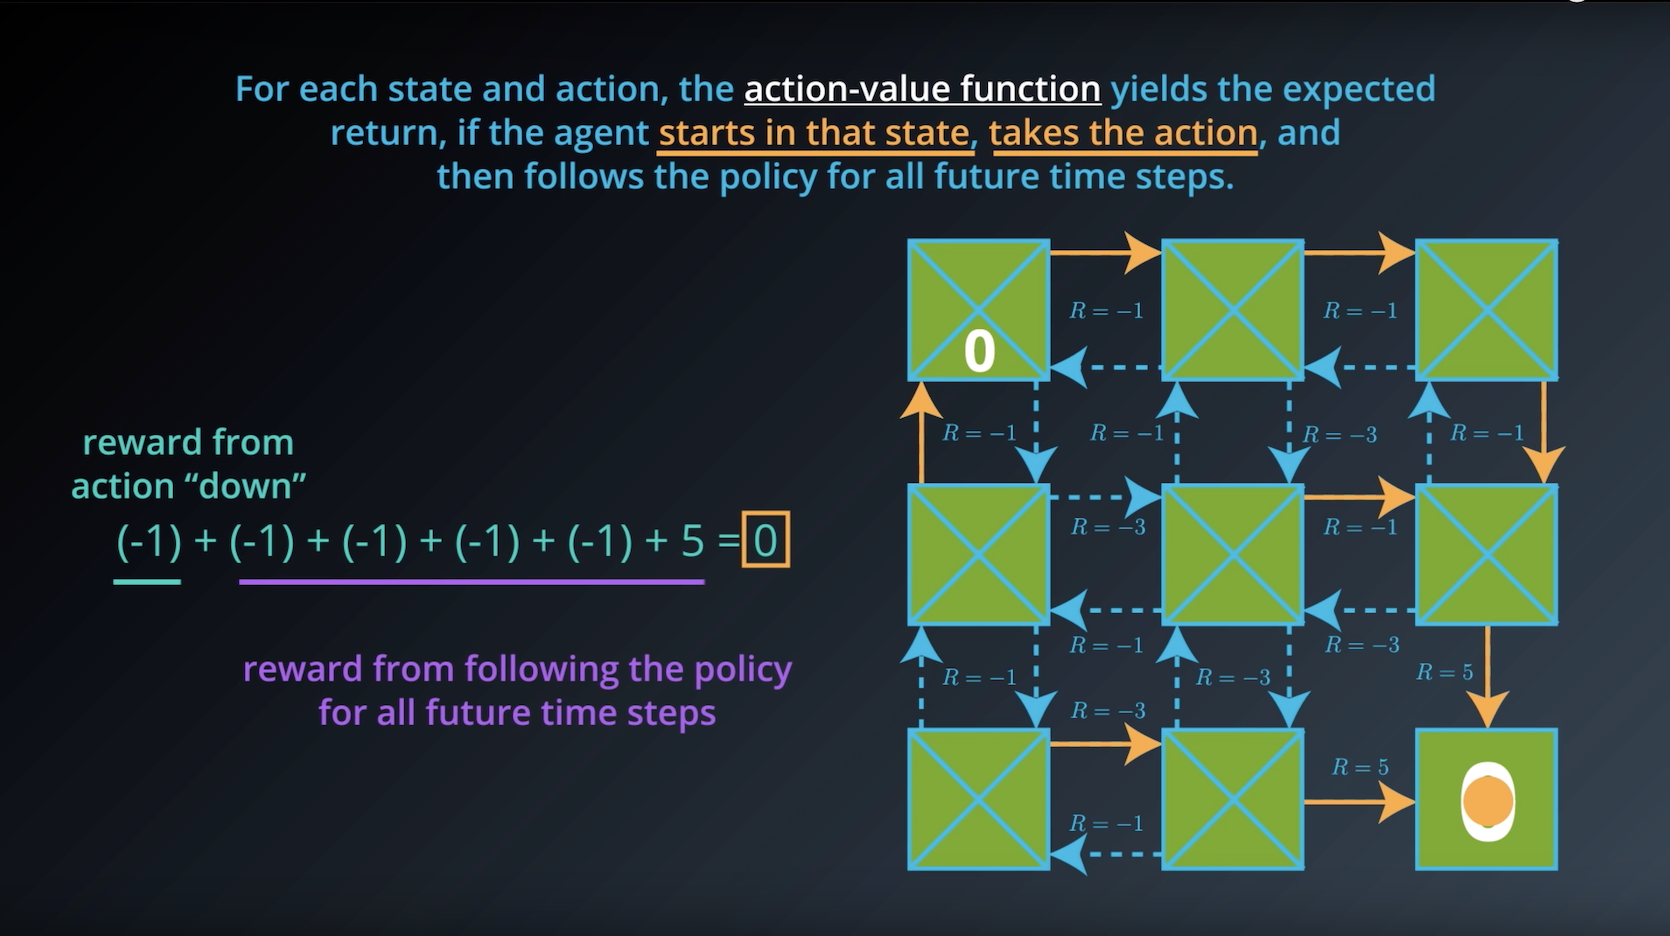 For each state and action, the action-value function yields the expected
return, if the agent starts in that state, takes the action, and
then follows the policy for all future time steps.
R = −1
R = −1
0
reward from
action “down”
R = −1
R = −1
R = −3
R = −1
(-1) + (-1) + (-1) + (-1) + (-1) + 5 = 0
R = −3
R = −1
reward from following the policy
for all future time steps
R = −1
R = −3
R = −1
R = −3
R = 5
R = −3
R = 5
R = −1
0